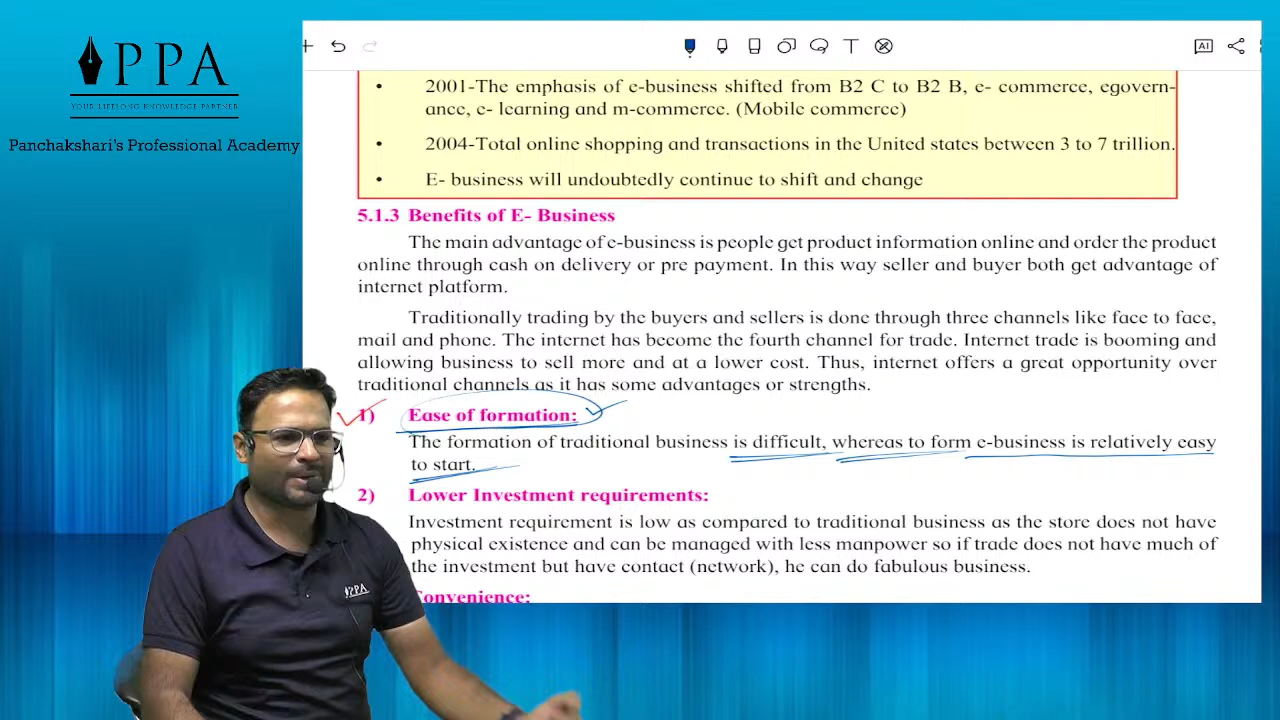 PPA
YOUR LIFELONG KNOWLEDGE PARTNER
Panchakshari's Professional Academy
AI
• 2001-The emphasis of e-business shifted from B2 C to B2 B, e- commerce, egovern-
ance, e- learning and m-commerce. (Mobile commerce)
• 2004-Total online shopping and transactions in the United states between 3 to 7 trillion.
• E- business will undoubtedly continue to shift and change
5.1.3 Benefits of E- Business
The main advantage of e-business is people get product information online and order the product
online through cash on delivery or pre payment. In this way seller and buyer both get advantage of
internet platform.
Traditionally trading by the buyers and sellers is done through three channels like face to face,
mail and phone. The internet has become the fourth channel for trade. Internet trade is booming and
allowing business to sell more and at a lower cost. Thus, internet offers a great opportunity over
traditional channels as it has some advantages or strengths.
1) Ease of formation:
The formation of traditional business is difficult, whereas to form e-business is relatively easy
to start.
2) Lower Investment requirements:
Investment requirement is low as compared to traditional business as the store does not have
physical existence and can be managed with less manpower so if trade does not have much of
the investment but have contact (network), he can do fabulous business.
Convenience:
PPA